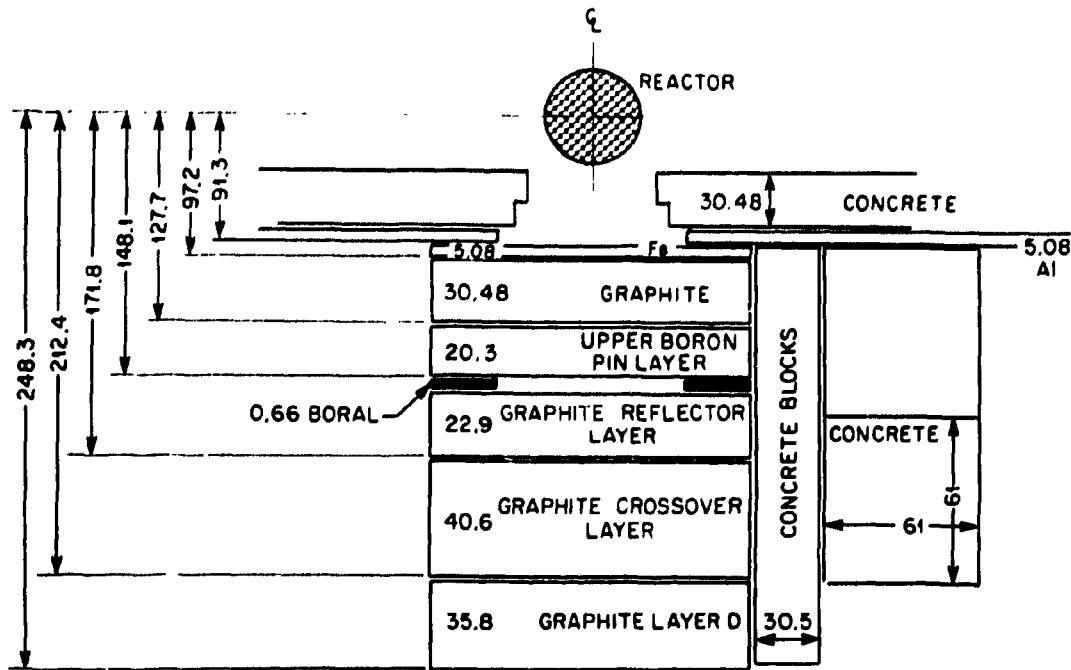 ℄
REACTOR
248.3
212.4
171.8
148.1
127.7
97.2
91.3
30.48
CONCRETE
5.08
Fe
5.08
Al
30.48
GRAPHITE
20.3
UPPER BORON
PIN LAYER
0.66 BORAL
22.9
GRAPHITE REFLECTOR
LAYER
40.6
GRAPHITE CROSSOVER
LAYER
35.8
GRAPHITE LAYER D
CONCRETE BLOCKS
30.5
CONCRETE
61
61